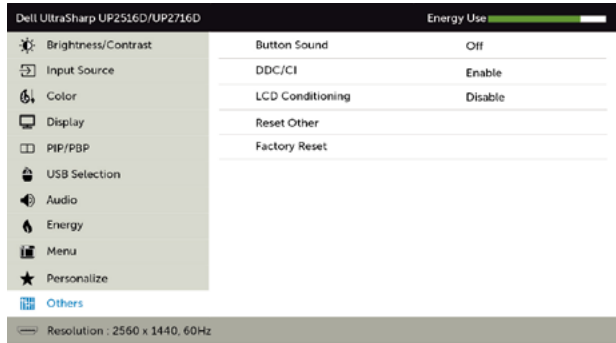 Dell UltraSharp UP2516D/UP2716D Energy Use
Brightness/Contrast Button Sound Off
Input Source DDC/CI Enable
Color LCD Conditioning Disable
Display Reset Other
PIP/PBP Factory Reset
USB Selection
Audio
Energy
Menu
Personalize
Others
Resolution : 2560 x 1440, 60Hz